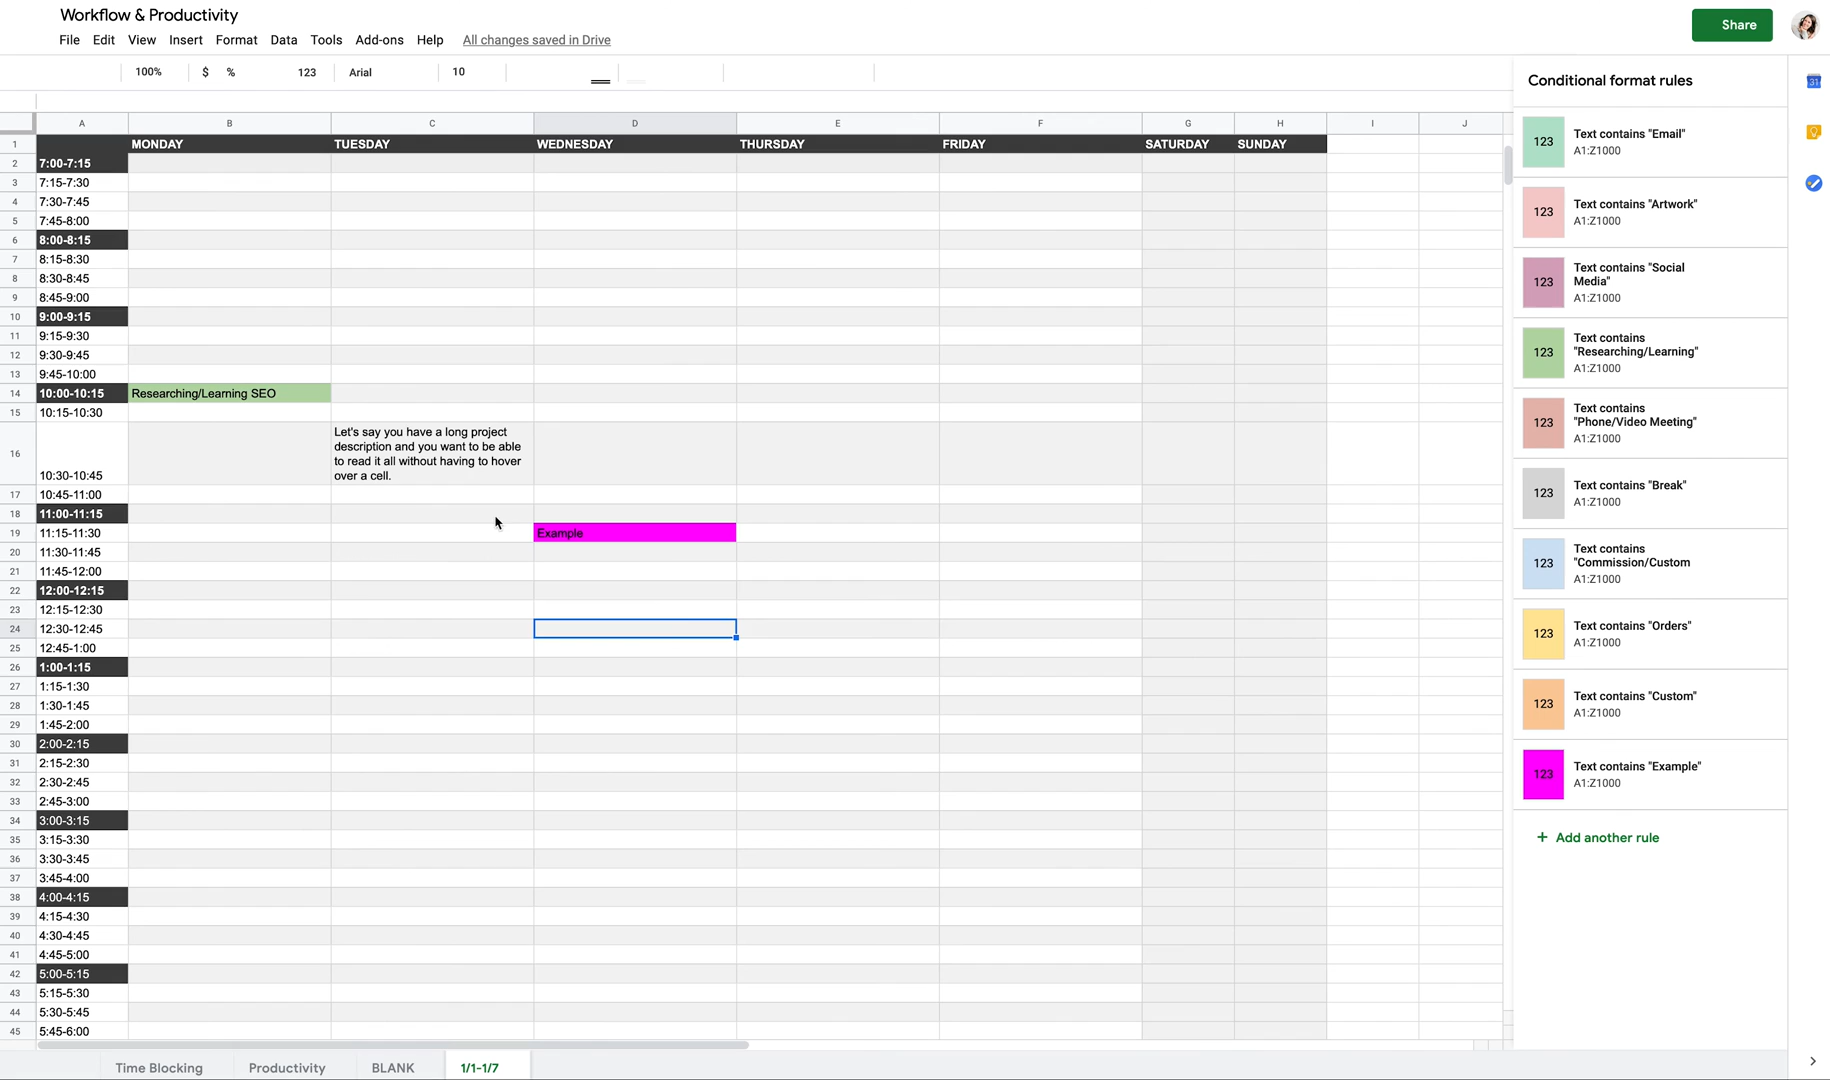 Workflow & Productivity
Share
File Edit View Insert Format Data Tools Add-ons Help All changes saved in Drive
100% $ % 123 Arial 10
Conditional format rules
A B C D E F G H I J
1 MONDAY TUESDAY WEDNESDAY THURSDAY FRIDAY SATURDAY SUNDAY
2 7:00-7:15
3 7:15-7:30
4 7:30-7:45
5 7:45-8:00
6 8:00-8:15
7 8:15-8:30
8 8:30-8:45
9 8:45-9:00
10 9:00-9:15
11 9:15-9:30
12 9:30-9:45
13 9:45-10:00
14 10:00-10:15 Researching/Learning SEO
15 10:15-10:30
Let's say you have a long project
description and you want to be able
16 to read it all without having to hover
10:30-10:45 over a cell.
17 10:45-11:00
18 11:00-11:15
19 11:15-11:30 Example
20 11:30-11:45
21 11:45-12:00
22 12:00-12:15
23 12:15-12:30
24 12:30-12:45
25 12:45-1:00
26 1:00-1:15
27 1:15-1:30
28 1:30-1:45
29 1:45-2:00
30 2:00-2:15
31 2:15-2:30
32 2:30-2:45
33 2:45-3:00
34 3:00-3:15
35 3:15-3:30
36 3:30-3:45
37 3:45-4:00
38 4:00-4:15
39 4:15-4:30
40 4:30-4:45
41 4:45-5:00
42 5:00-5:15
43 5:15-5:30
44 5:30-5:45
45 5:45-6:00
123 Text contains "Email"
A1:Z1000
123 Text contains "Artwork"
A1:Z1000
Text contains "Social
123 Media"
A1:Z1000
Text contains
123 "Researching/Learning"
A1:Z1000
Text contains
123 "Phone/Video Meeting"
A1:Z1000
123 Text contains "Break"
A1:Z1000
Text contains
123 "Commission/Custom
A1:Z1000
123 Text contains "Orders"
A1:Z1000
123 Text contains "Custom"
A1:Z1000
123 Text contains "Example"
A1:Z1000
+ Add another rule
31
Time Blocking Productivity BLANK 1/1-1/7